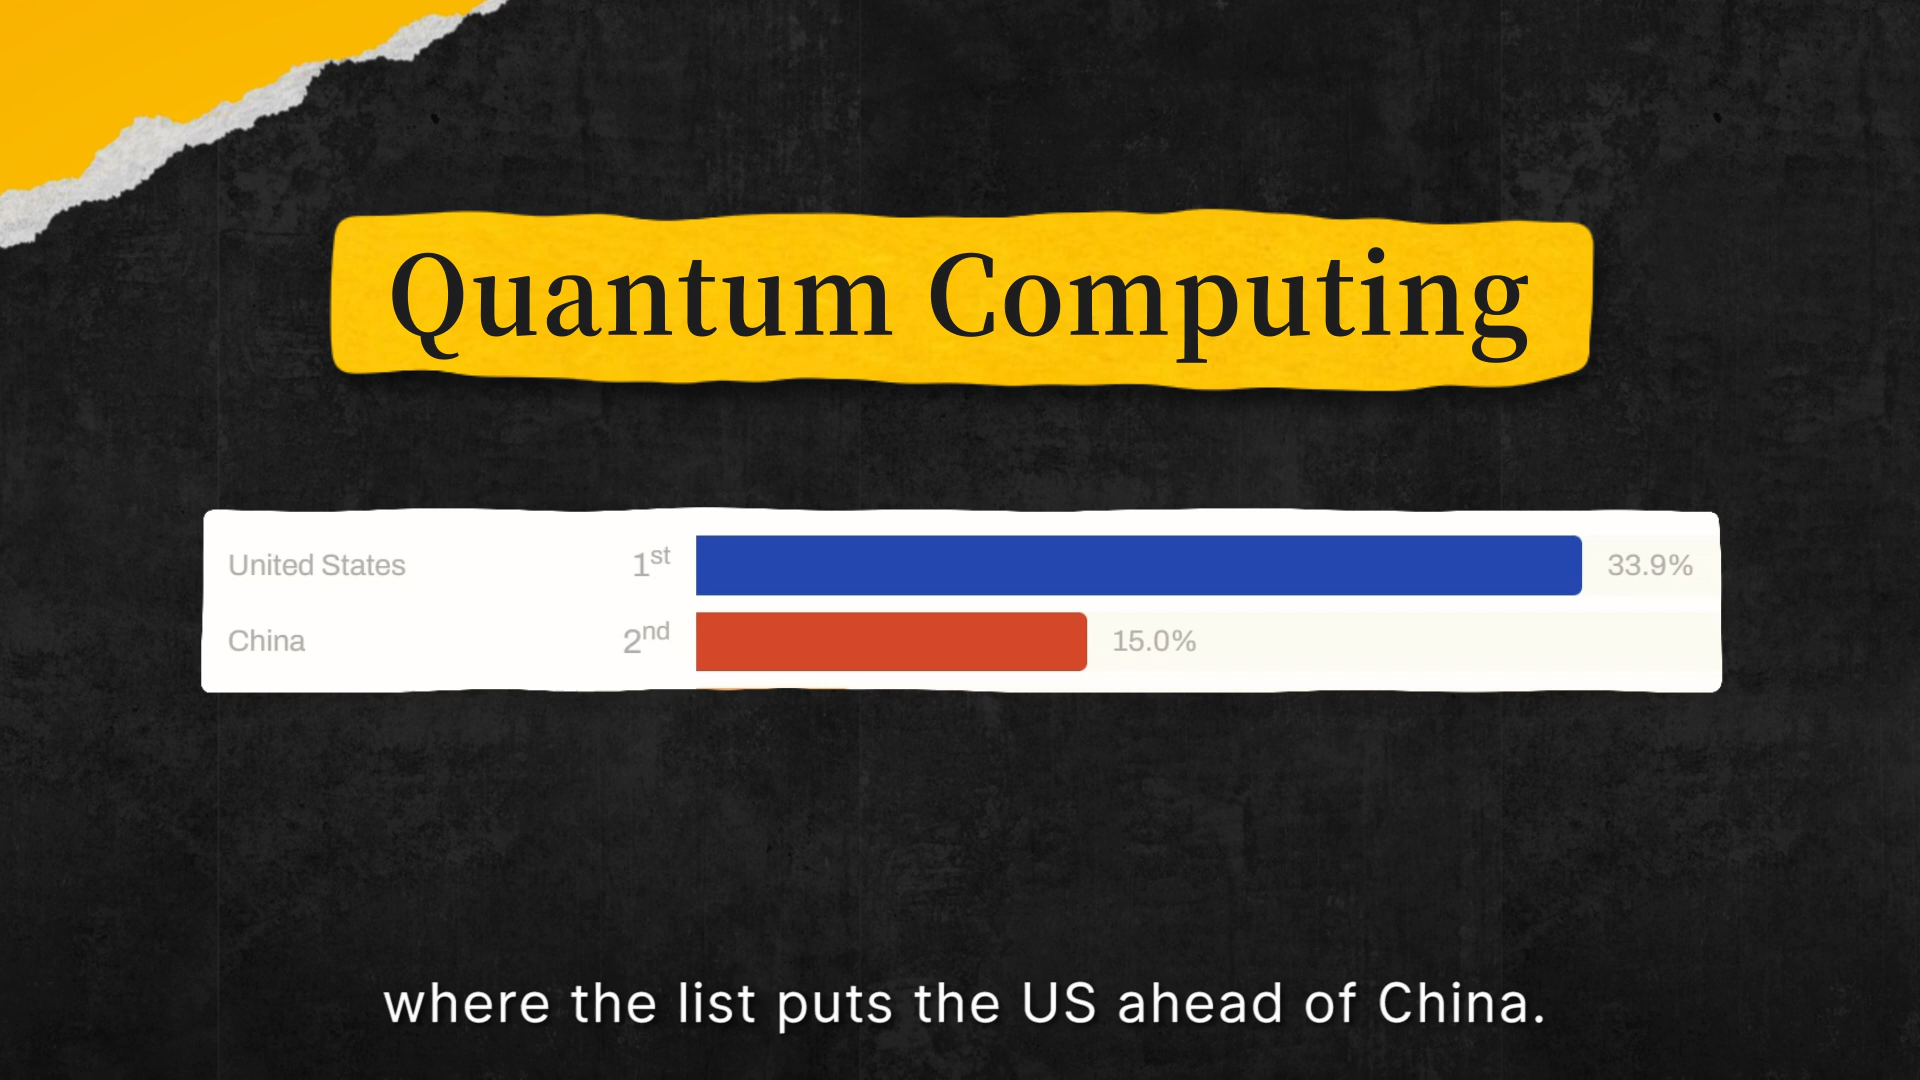 Quantum Computing
United States 1st 33.9%
China 2nd 15.0%
where the list puts the US ahead of China.